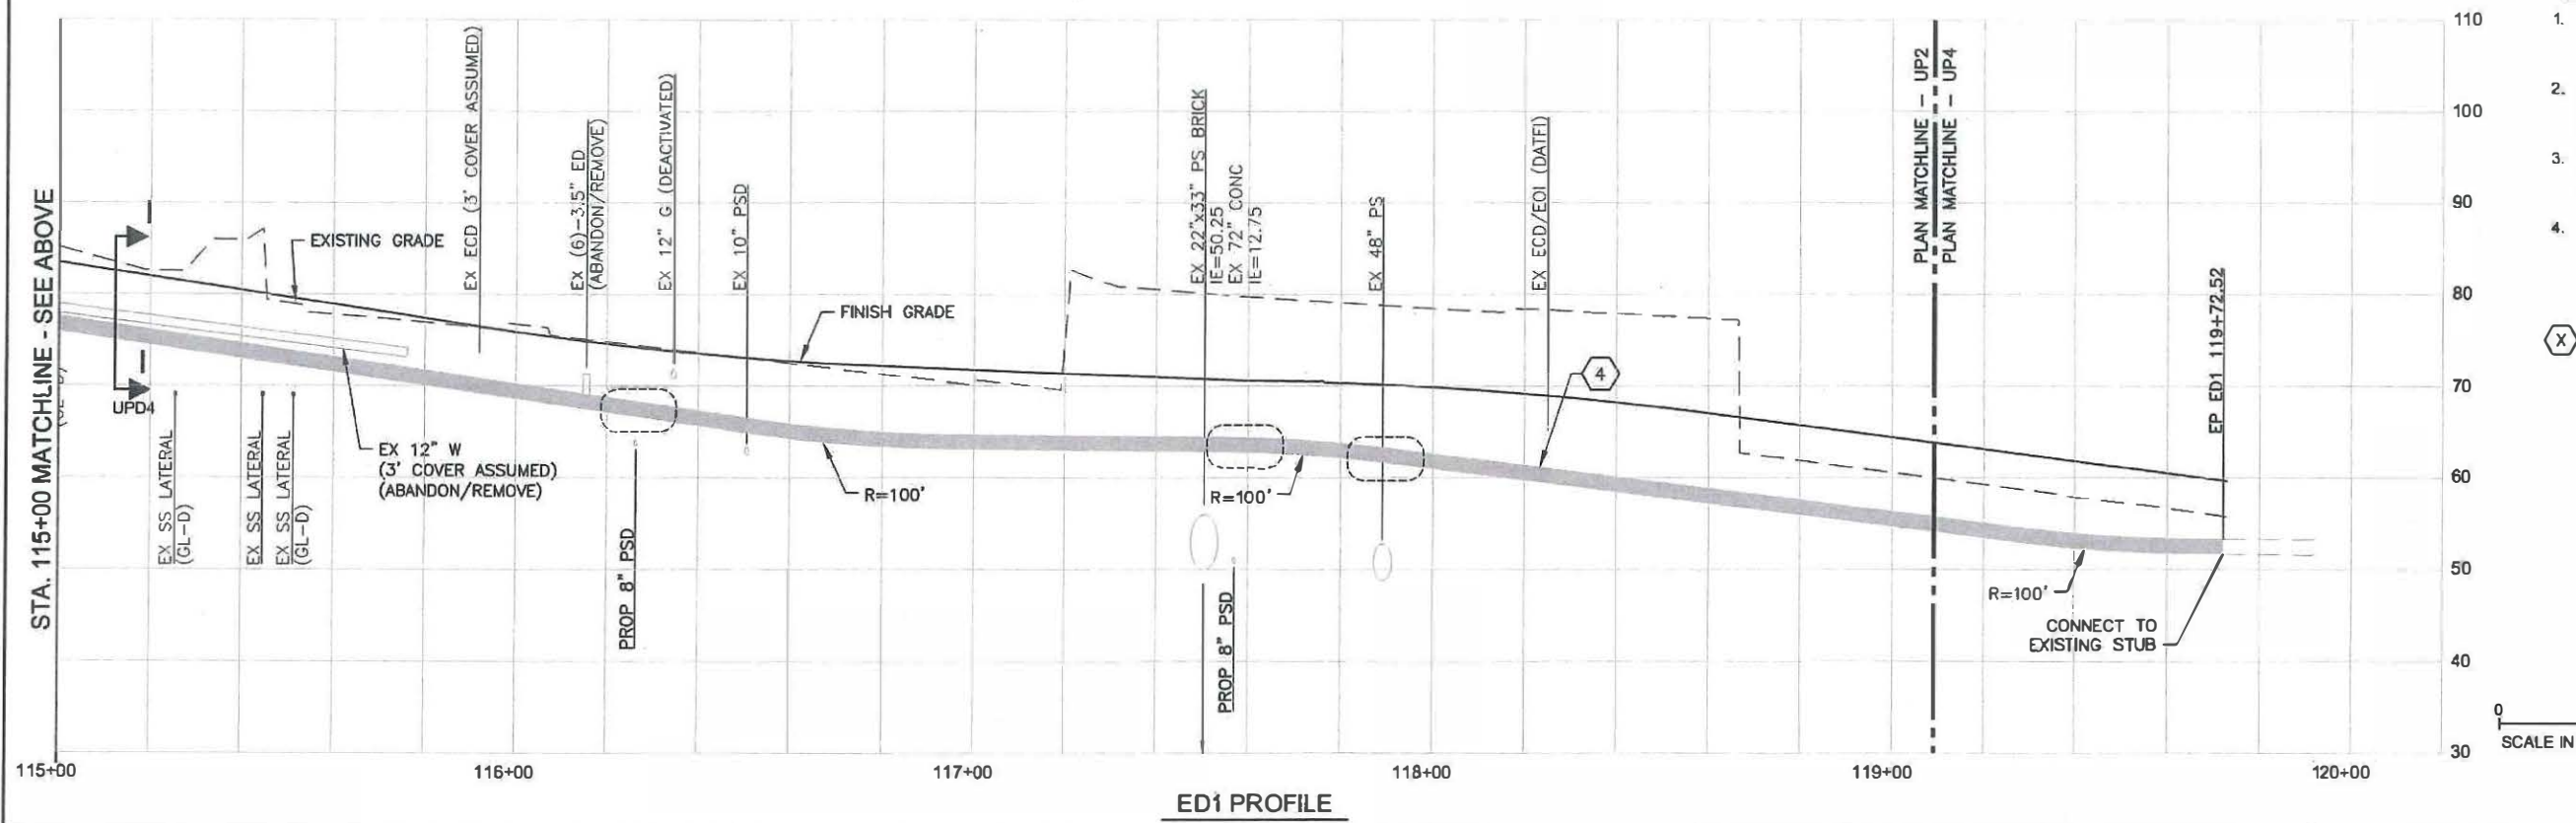 STA. 115+00 MATCHLINE - SEE ABOVE
UPD4
EXISTING GRADE
EX SS LATERAL
(GL-D)
EX SS LATERAL
EX SS LATERAL
(GL-D)
EX 12" W
(3' COVER ASSUMED)
(ABANDON/REMOVE)
EX ECD (3' COVER ASSUMED)
EX (6)-3.5" ED
(ABANDON/REMOVE)
EX 12" G (DEACTIVATED)
EX 10" PSD
PROP 8" PSD
FINISH GRADE
R=100'
EX 22"x33" PS BRICK
IE=50.25
EX 72" CONC
IE=12.75
PROP 8" PSD
R=100'
EX 48" PS
EX ECD/EOI (DATFI)
4
PLAN MATCHLINE - UP2
PLAN MATCHLINE - UP4
EP ED1 119+72.52
R=100'
CONNECT TO
EXISTING STUB
110
100
90
80
70
60
50
40
30
115+00
116+00
117+00
118+00
119+00
120+00
ED1 PROFILE
1.
2.
3.
4.
X
0
SCALE IN